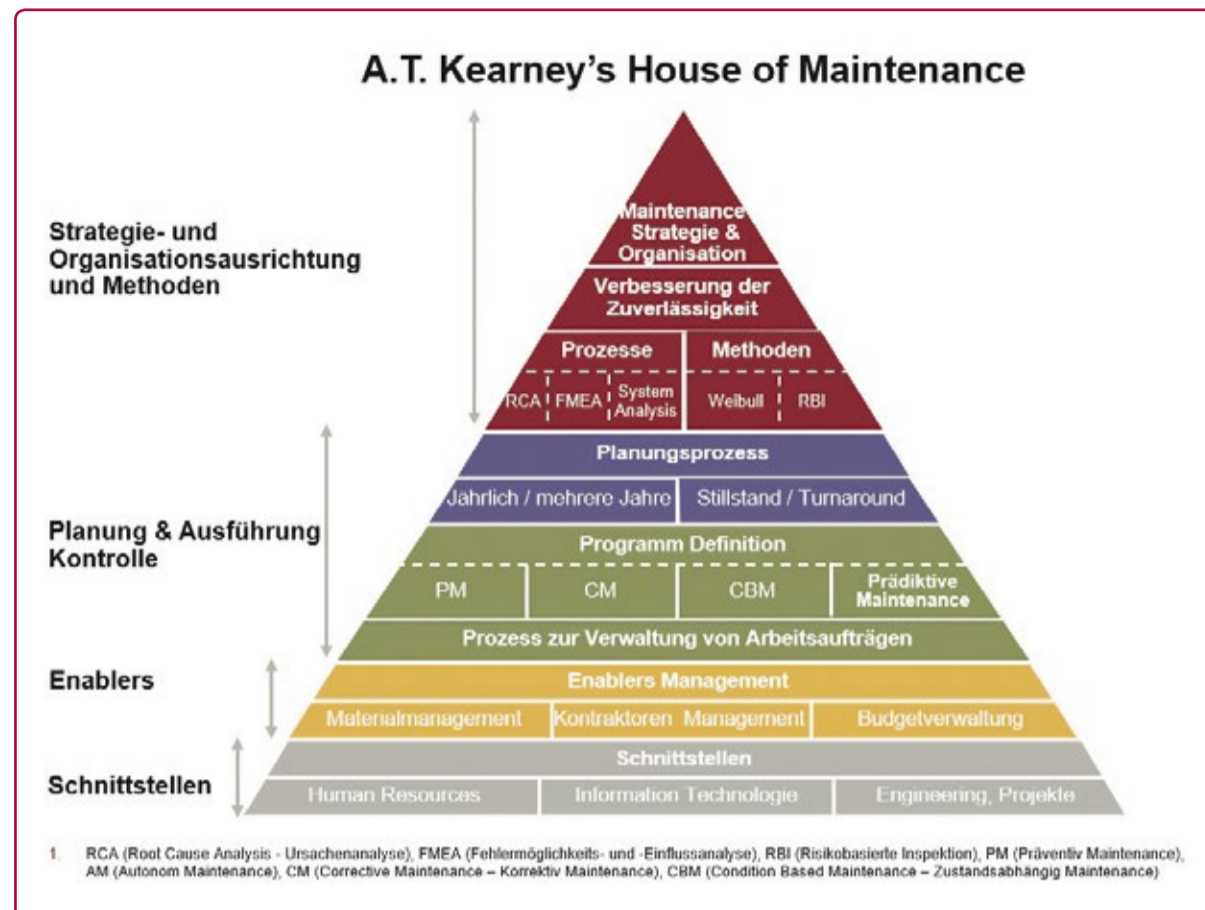 A.T. Kearney's House of Maintenance
Strategie- und
Organisationsausrichtung
und Methoden
Maintenance
Strategie &
Organisation
Verbesserung der
Zuverlässigkeit
Prozesse
Methoden
RCA
FMEA
System
Analysis
Weibull
RBI
Planung & Ausführung
Kontrolle
Planungsprozess
Jährlich / mehrere Jahre
Stillstand / Turnaround
Programm Definition
PM
CM
CBM
Prädiktive
Maintenance
Prozess zur Verwaltung von Arbeitsaufträgen
Enablers
Enablers Management
Materialmanagement
Kontraktoren Management
Budgetverwaltung
Schnittstellen
Schnittstellen
Human Resources
Information Technologie
Engineering, Projekte
1. RCA (Root Cause Analysis - Ursachenanalyse), FMEA (Fehlermöglichkeits- und -Einflussanalyse), RBI (Risikobasierte Inspektion), PM (Präventiv Maintenance),
AM (Autonom Maintenance), CM (Corrective Maintenance – Korrektiv Maintenance), CBM (Condition Based Maintenance – Zustandsabhängig Maintenance)